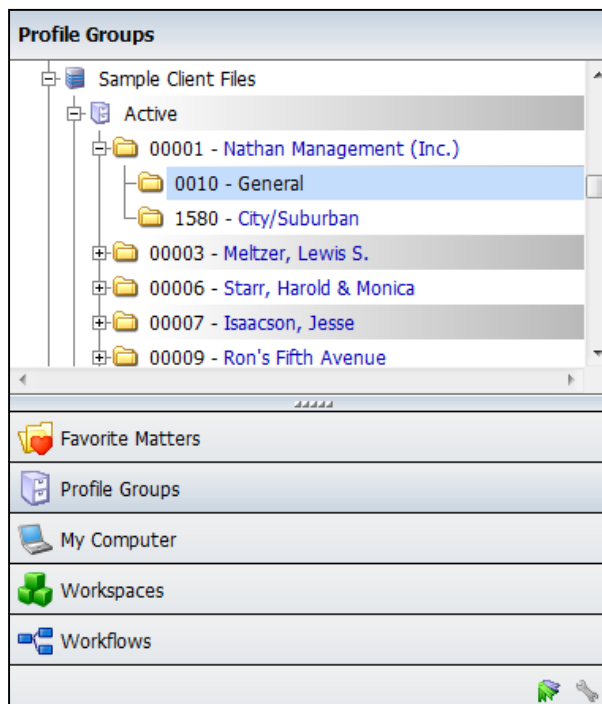 Profile Groups
Sample Client Files
Active
00001 - Nathan Management (Inc.)
0010 - General
1580 - City/Suburban
00003 - Meltzer, Lewis S.
00006 - Starr, Harold & Monica
00007 - Isaacson, Jesse
00009 - Ron's Fifth Avenue
Favorite Matters
Profile Groups
My Computer
Workspaces
Workflows